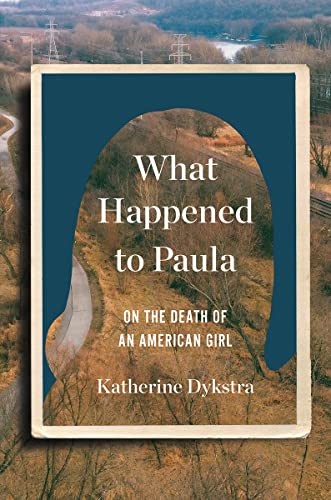 What
Happened
to Paula
ON THE DEATH OF
AN AMERICAN GIRL
Katherine Dykstra